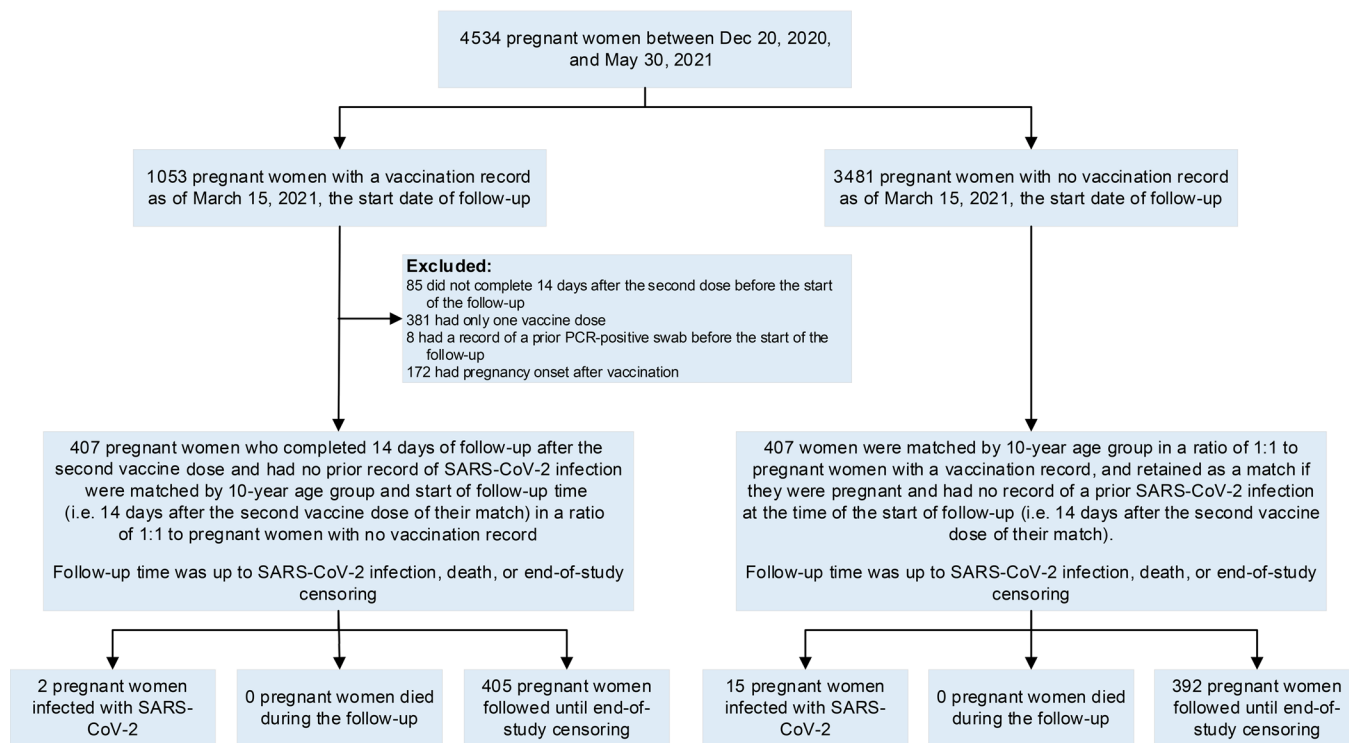 4534 pregnant women between Dec 20, 2020,
and May 30, 2021
1053 pregnant women with a vaccination record
as of March 15, 2021, the start date of follow-up
3481 pregnant women with no vaccination record
as of March 15, 2021, the start date of follow-up
Excluded:
85 did not complete 14 days after the second dose before the start
of the follow-up
381 had only one vaccine dose
8 had a record of a prior PCR-positive swab before the start of the
follow-up
172 had pregnancy onset after vaccination
407 pregnant women who completed 14 days of follow-up after the
second vaccine dose and had no prior record of SARS-CoV-2 infection
were matched by 10-year age group and start of follow-up time
(i.e. 14 days after the second vaccine dose of their match) in a ratio
of 1:1 to pregnant women with no vaccination record
Follow-up time was up to SARS-CoV-2 infection, death, or end-of-study
censoring
407 women were matched by 10-year age group in a ratio of 1:1 to
pregnant women with a vaccination record, and retained as a match if
they were pregnant and had no record of a prior SARS-CoV-2 infection
at the time of the start of follow-up (i.e. 14 days after the second vaccine
dose of their match).
Follow-up time was up to SARS-CoV-2 infection, death, or end-of-study
censoring
2 pregnant women
infected with SARS-
CoV-2
0 pregnant women died
during the follow-up
405 pregnant women
followed until end-of-
study censoring
15 pregnant women
infected with SARS-
CoV-2
0 pregnant women died
during the follow-up
392 pregnant women
followed until end-of-
study censoring